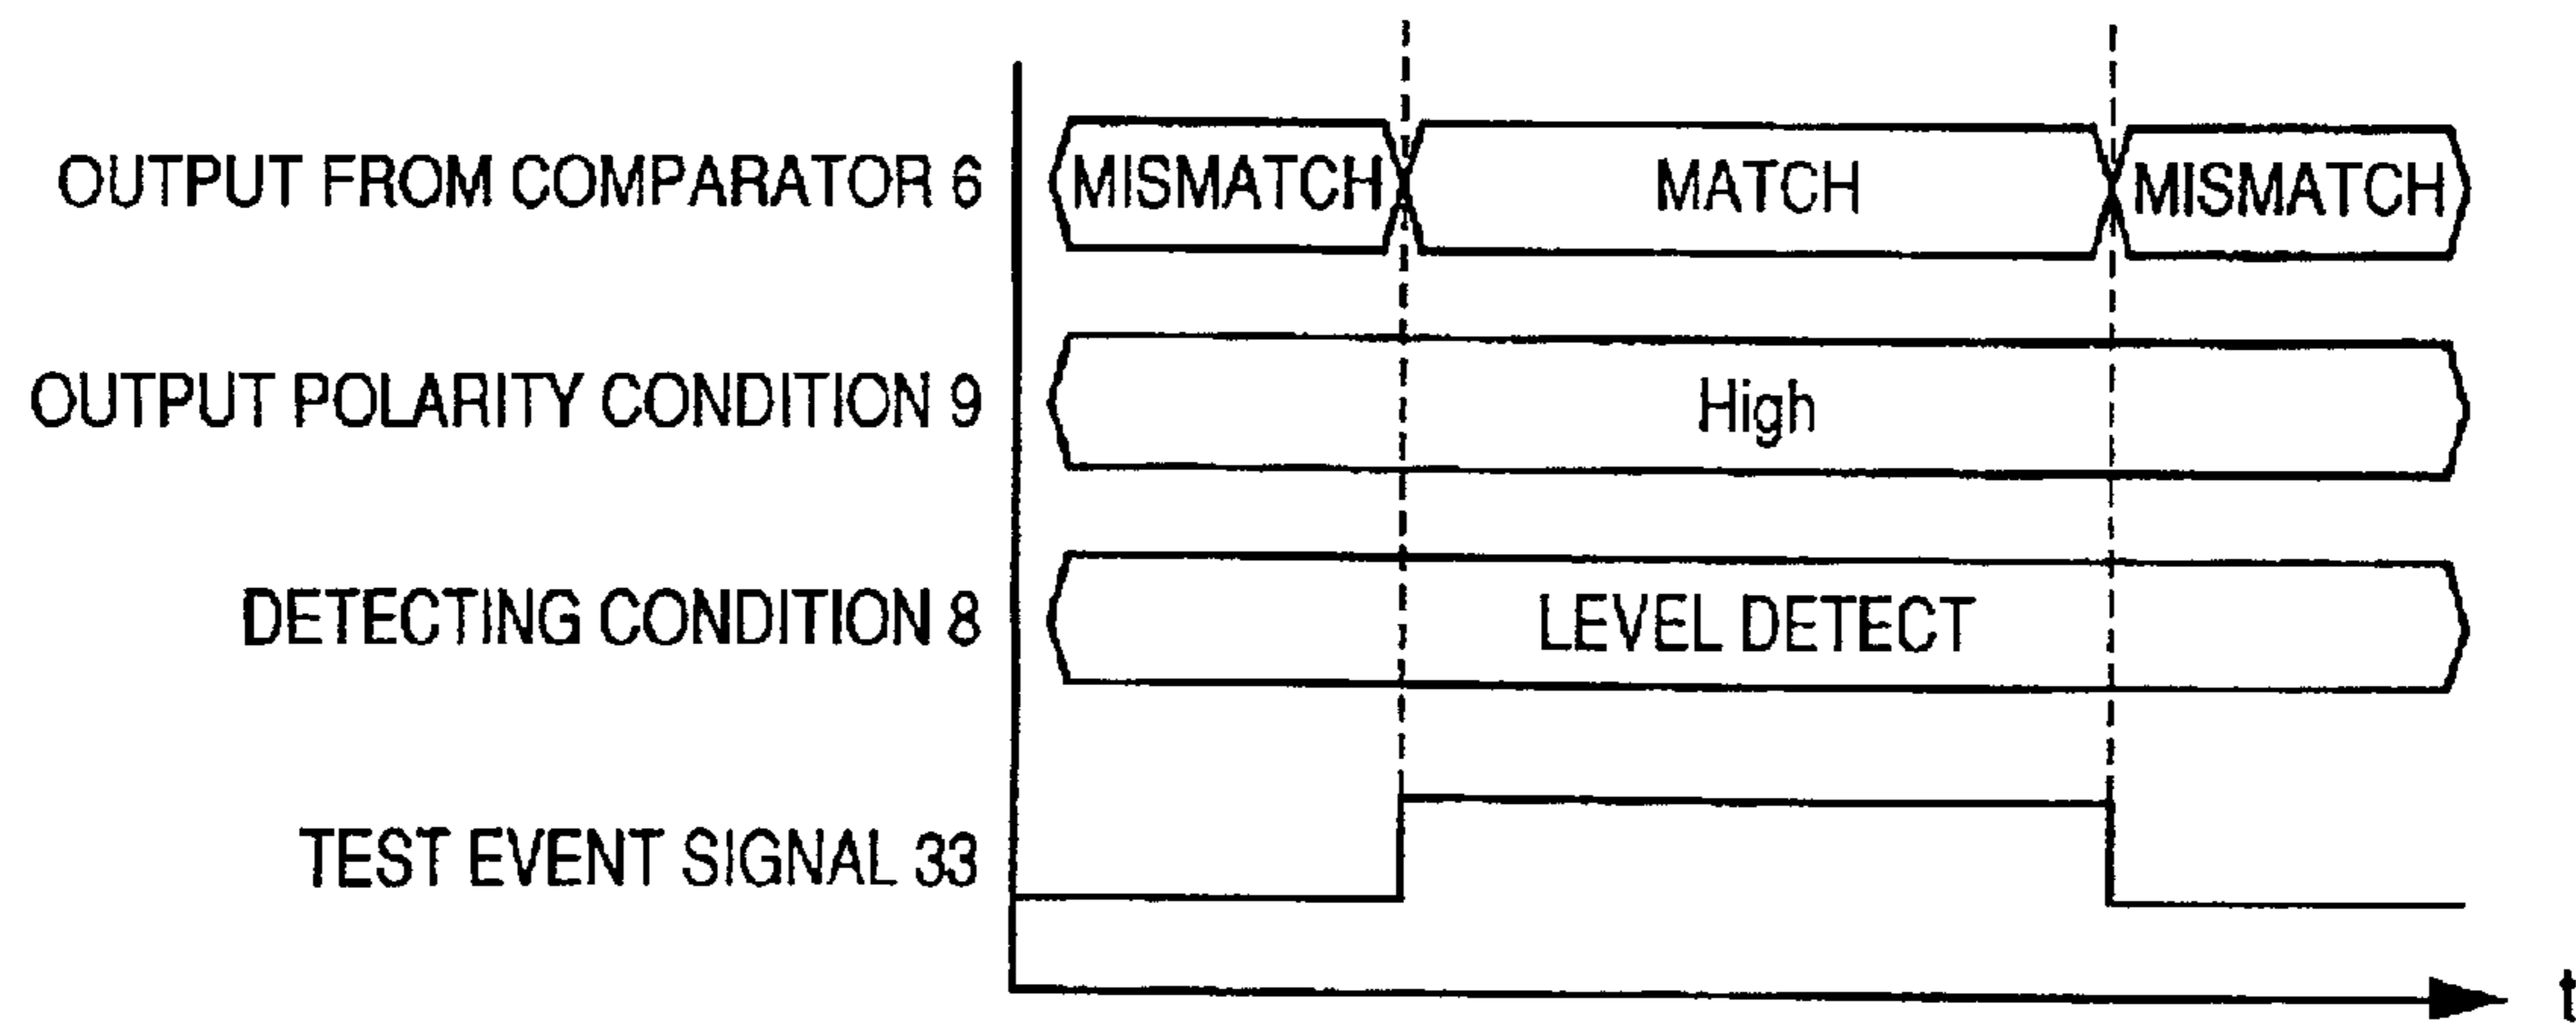 OUTPUT FROM COMPARATOR 6 MISMATCH MATCH MISMATCH
OUTPUT POLARITY CONDITION 9 High
DETECTING CONDITION 8 LEVEL DETECT
TEST EVENT SIGNAL 33
t